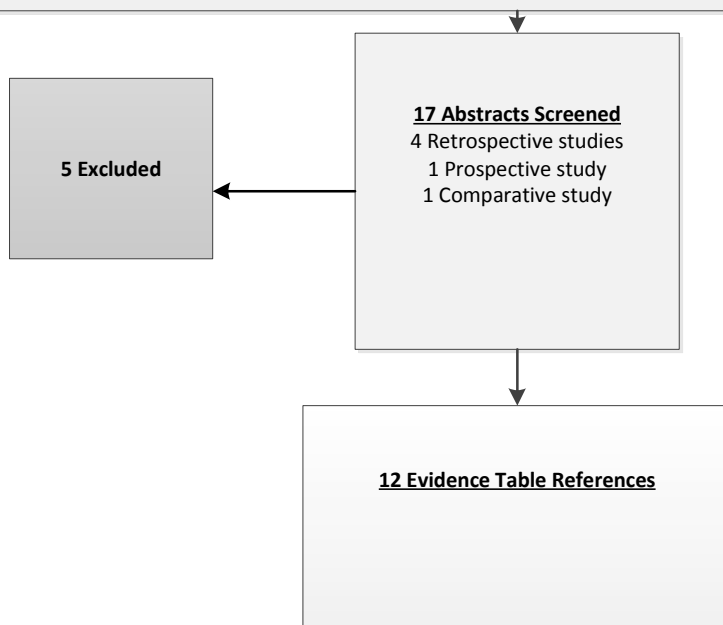 17 Abstracts Screened
4 Retrospective studies
1 Prospective study
1 Comparative study
5 Excluded
12 Evidence Table References